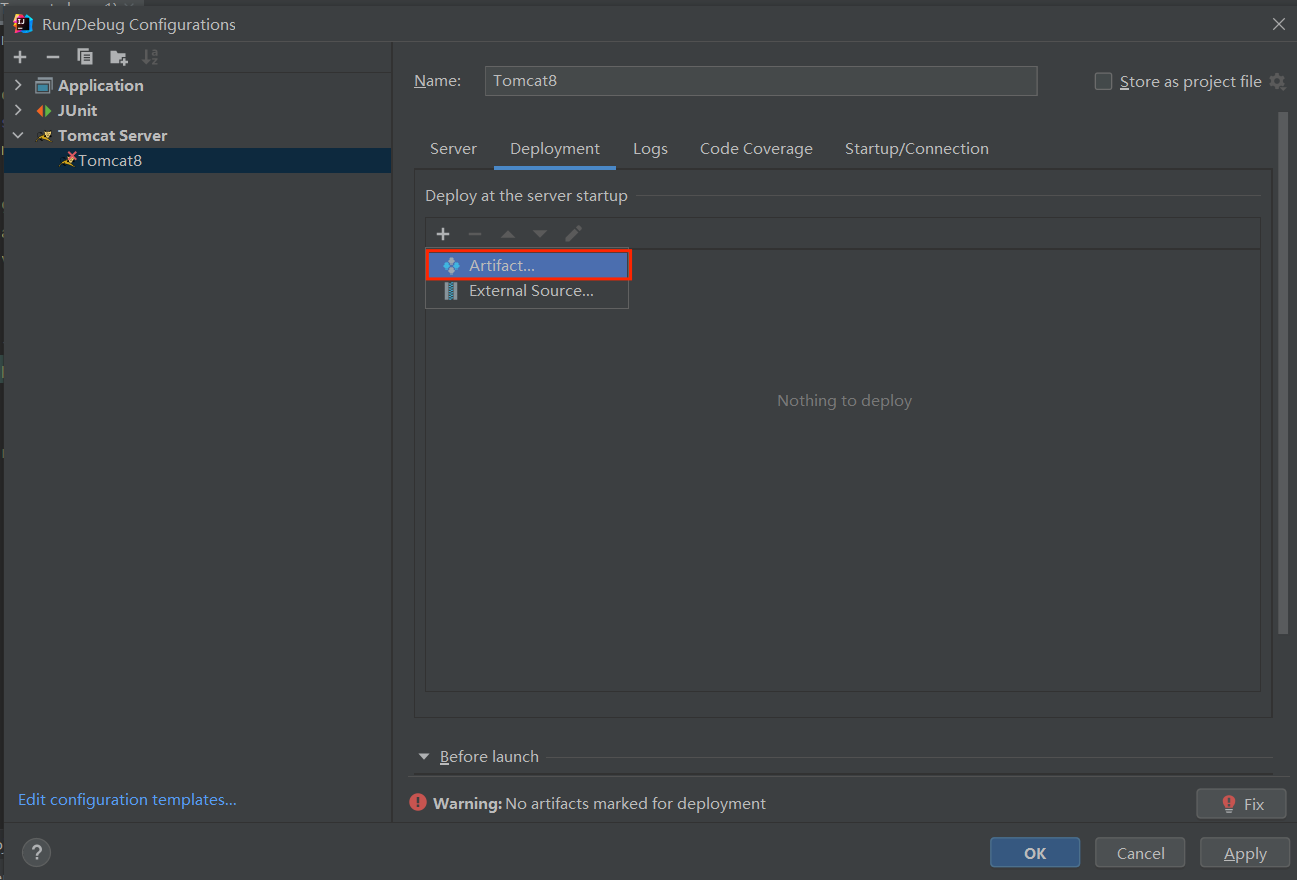 Run/Debug Configurations
Name:
Tomcat8
Store as project file
Application
JUnit
Tomcat Server
Tomcat8
Server
Deployment
Logs
Code Coverage
Startup/Connection
Deploy at the server startup
Artifact...
External Source...
Nothing to deploy
Before launch
Edit configuration templates...
Warning: No artifacts marked for deployment
Fix
?
OK
Cancel
Apply